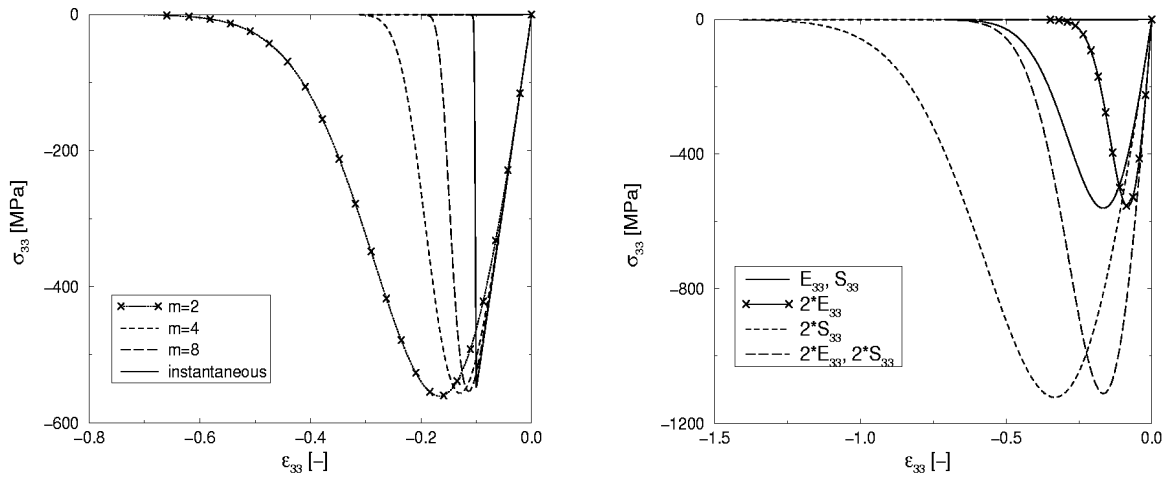 0
−200
−400
−600
σ33 [MPa]
−0.8
−0.6
−0.4
−0.2
0.0
ε33 [−]
m=2
m=4
m=8
instantaneous
0
−400
−800
−1200
σ33 [MPa]
−1.5
−1.0
−0.5
0.0
ε33 [−]
E33, S33
2*E33
2*S33
2*E33, 2*S33